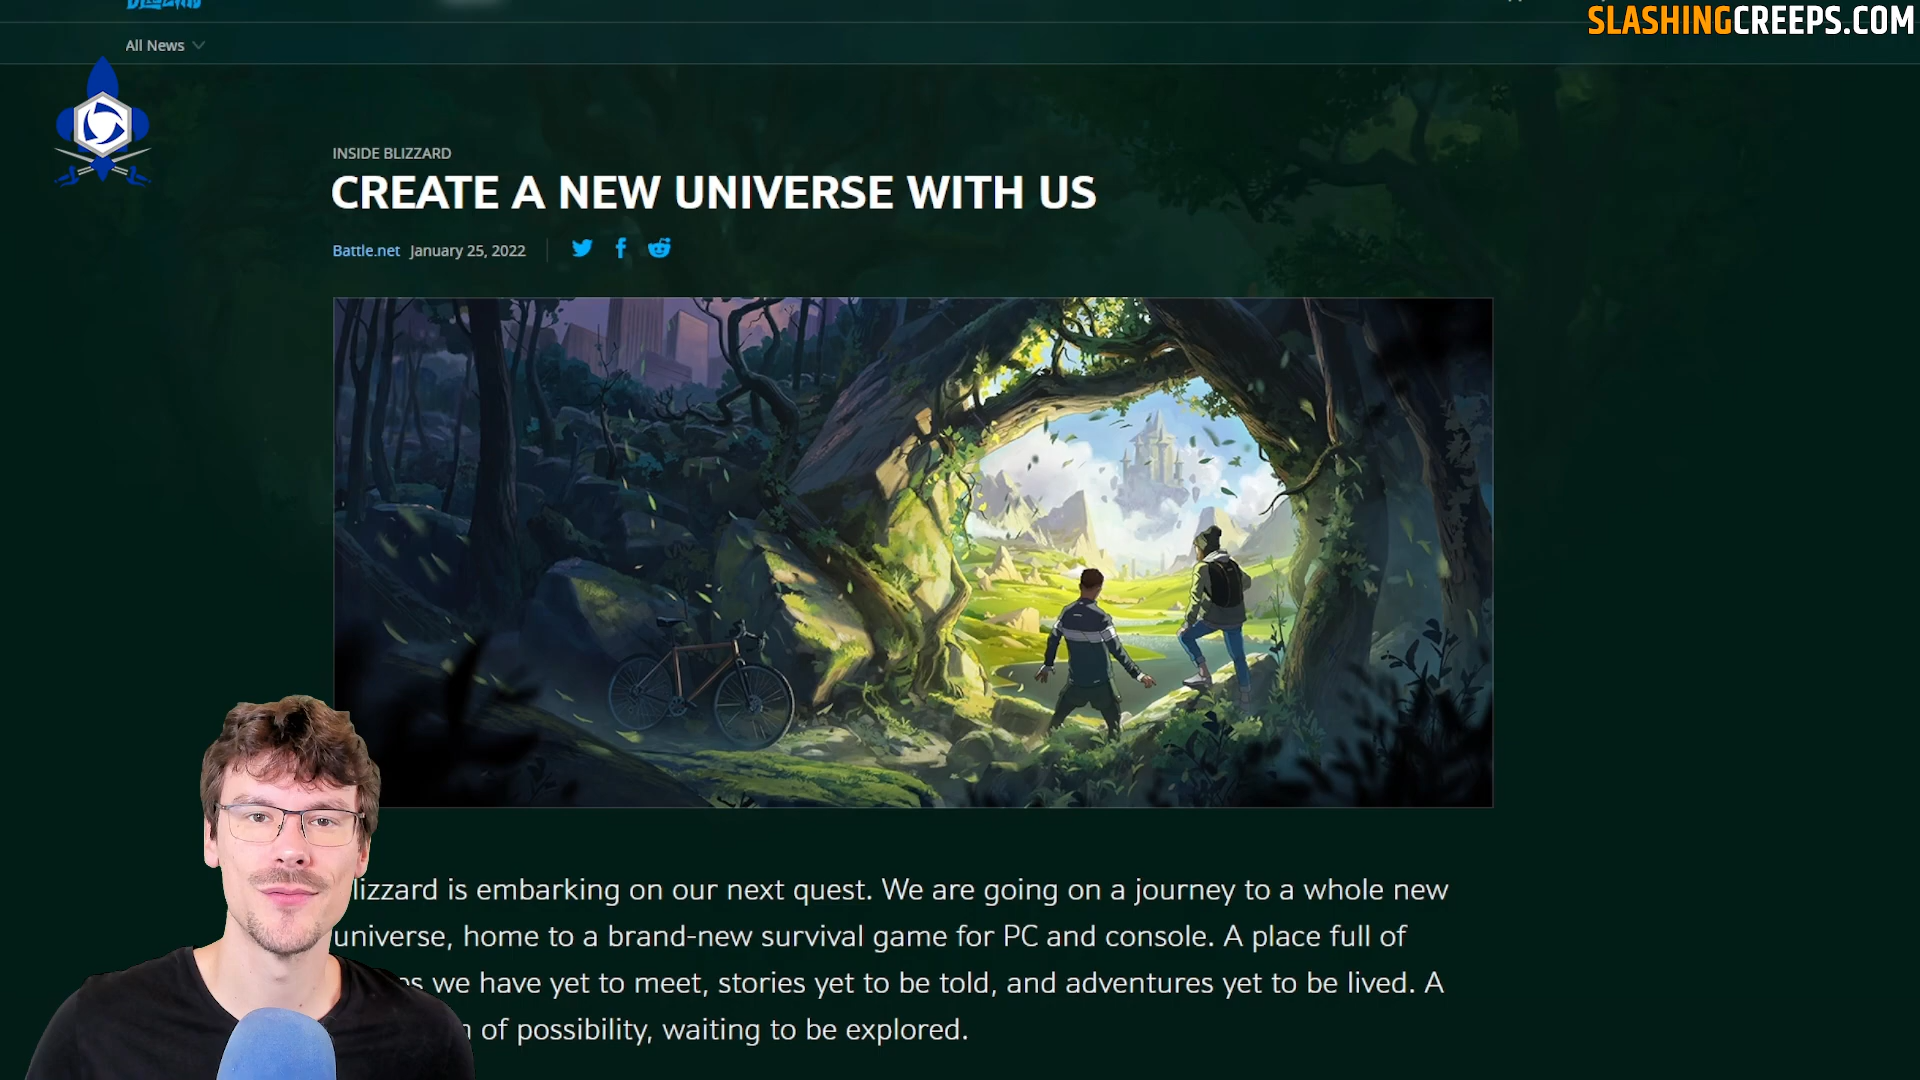 SLASHINGCREEPS.COM
All News
INSIDE BLIZZARD
CREATE A NEW UNIVERSE WITH US
Battle.net January 25, 2022
lizzard is embarking on our next quest. We are going on a journey to a whole new
universe, home to a brand-new survival game for PC and console. A place full of
we have yet to meet, stories yet to be told, and adventures yet to be lived. A
of possibility, waiting to be explored.